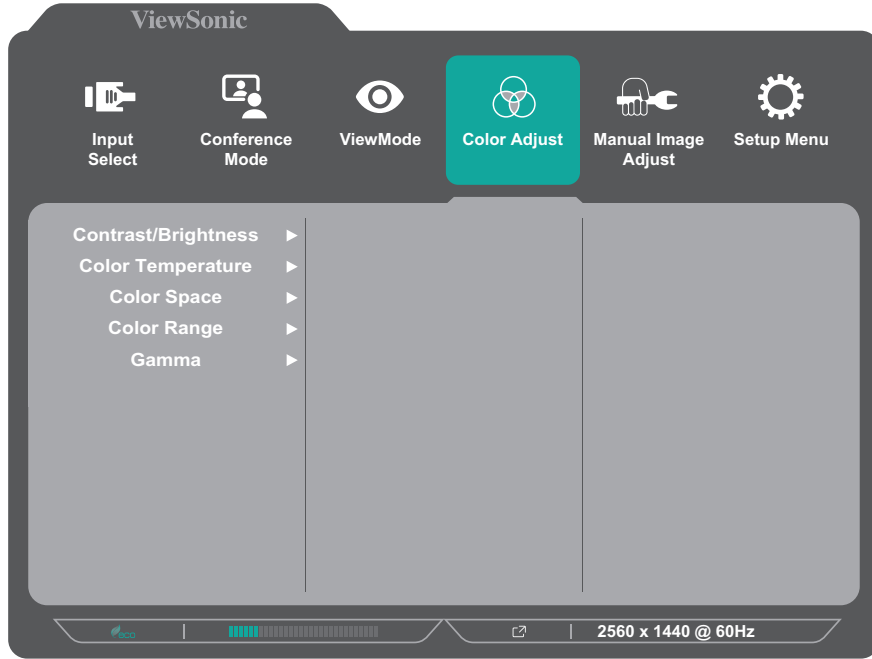 ViewSonic
Input
Select
Conference
Mode
ViewMode
Color Adjust
Manual Image
Adjust
Setup Menu
Contrast/Brightness
Color Temperature
Color Space
Color Range
Gamma
eco
2560 x 1440 @ 60Hz